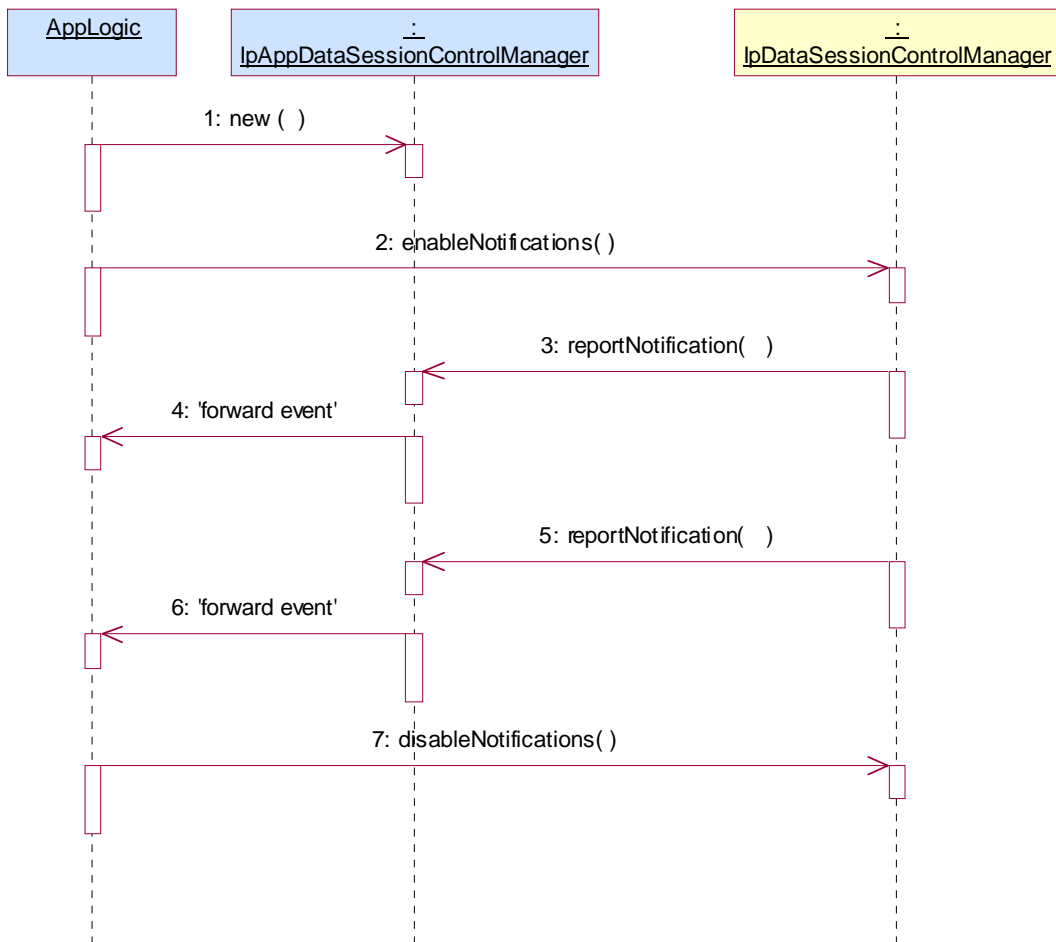 AppLogic
:
IpAppDataSessionControlManager
:
IpDataSessionControlManager
1: new ( )
2: enableNotifications( )
3: reportNotification( )
4: 'forward event'
5: reportNotification( )
6: 'forward event'
7: disableNotifications( )